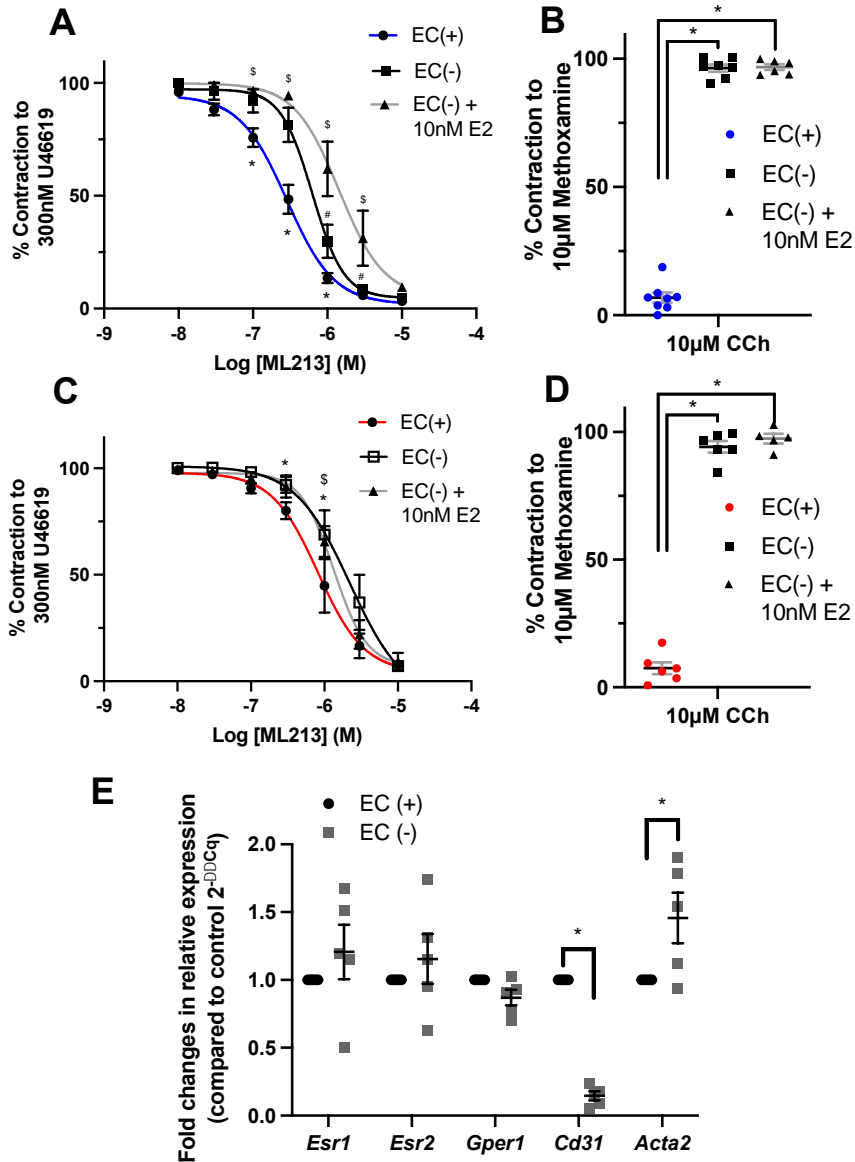 A
EC(+)
EC(-)
EC(-) +
10nM E2
% Contraction to
300nM U46619
100
50
0
$
$
$
$
*
*
*
#
#
-9
-8
-7
-6
-5
-4
Log [ML213] (M)
B
*
*
% Contraction to
10µM Methoxamine
100
50
0
EC(+)
EC(-)
EC(-) +
10nM E2
10µM CCh
C
EC(+)
EC(-)
EC(-) +
10nM E2
% Contraction to
300nM U46619
100
50
0
*
$
*
-9
-8
-7
-6
-5
-4
Log [ML213] (M)
D
*
*
% Contraction to
10µM Methoxamine
100
50
0
EC(+)
EC(-)
EC(-) +
10nM E2
10µM CCh
E
EC (+)
EC (-)
Fold changes in relative expression
(compared to control 2-□□Cq)
2.0
1.5
1.0
0.5
0.0
*
*
Esr1
Esr2
Gper1
Cd31
Acta2